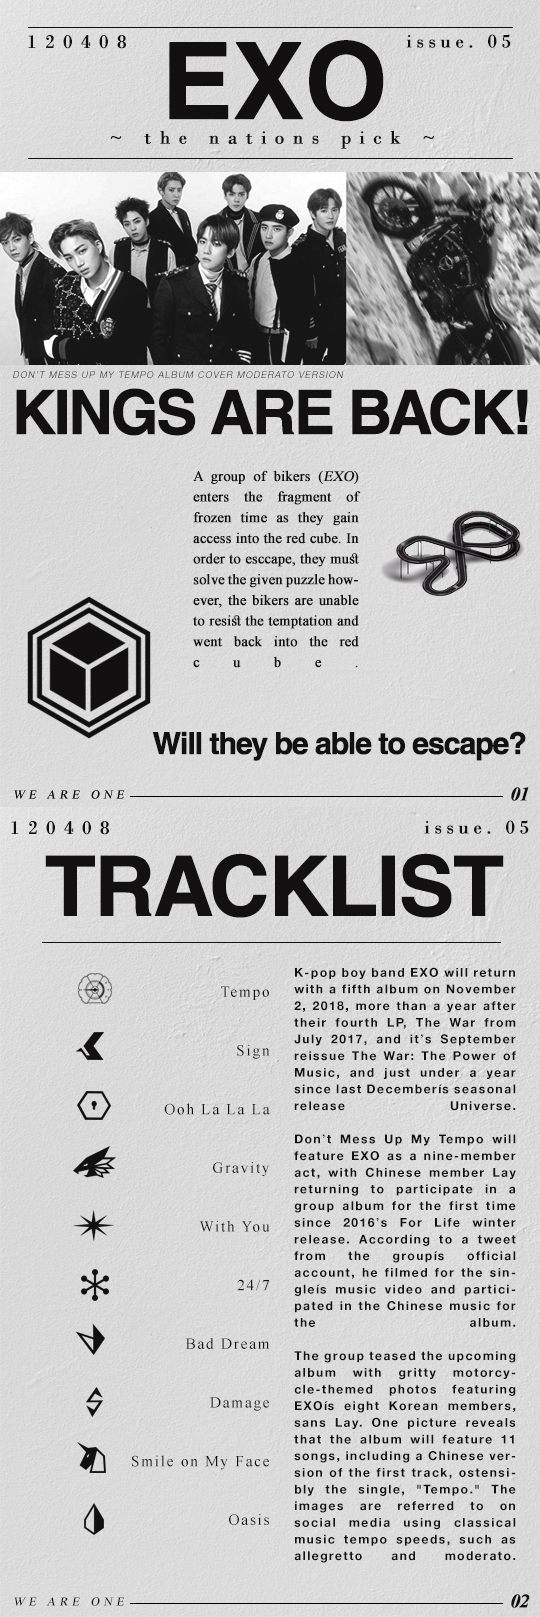 120408
issue. 05
EXO
~ the nations pick ~
DON'T MESS UP MY TEMPO ALBUM COVER MODERATO VERSION
KINGS ARE BACK!
A group of bikers (EXO)
enters the fragment of
frozen time as they gain
access into the red cube. In
order to esccape, they must
solve the given puzzle how-
ever, the bikers are unable
to resist the temptation and
went back into the red
cube.
Will they be able to escape?
WE ARE ONE
01
120408
issue. 05
TRACKLIST
Tempo
Sign
Ooh La La La
Gravity
With You
24/7
Bad Dream
Damage
Smile on My Face
Oasis
K-pop boy band EXO will return
with a fifth album on November
2, 2018, more than a year after
their fourth LP, The War from
July 2017, and it's September
reissue The War: The Power of
Music, and just under a year
since last Decemberís seasonal
release Universe.
Don't Mess Up My Tempo will
feature EXO as a nine-member
act, with Chinese member Lay
returning to participate in a
group album for the first time
since 2016's For Life winter
release. According to a tweet
from the groupís official
account, he filmed for the sin-
gleís music video and partici-
pated in the Chinese music for
the album.
The group teased the upcoming
album with gritty motorcy-
cle-themed photos featuring
EXOís eight Korean members,
sans Lay. One picture reveals
that the album will feature 11
songs, including a Chinese ver-
sion of the first track, ostensi-
bly the single, "Tempo." The
images are referred to on
social media using classical
music tempo speeds, such as
allegretto and moderato.
WE ARE ONE
02